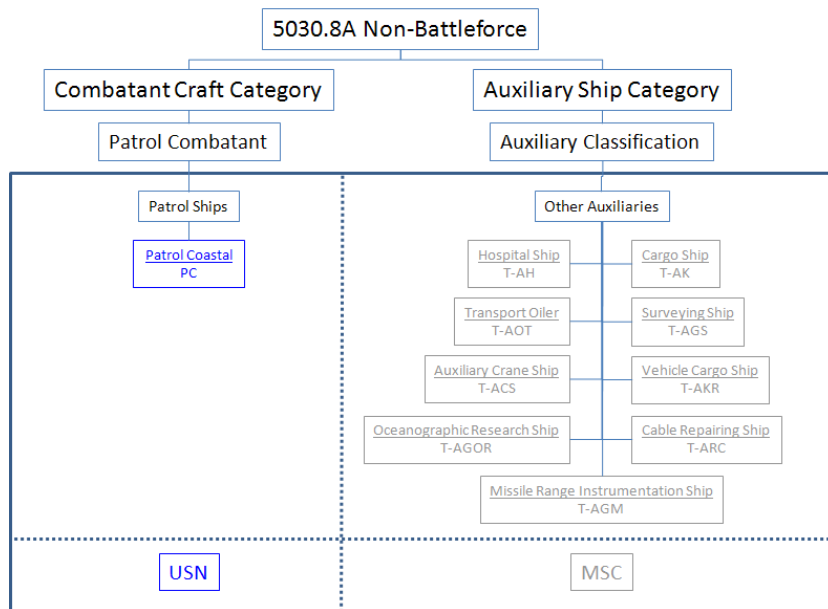 5030.8A Non-Battleforce
Combatant Craft Category
Auxiliary Ship Category
Patrol Combatant
Auxiliary Classification
Patrol Ships
Other Auxiliaries
Patrol Coastal
PC
Hospital Ship
T-AH
Cargo Ship
T-AK
Transport Oiler
T-AOT
Surveying Ship
T-AGS
Auxiliary Crane Ship
T-ACS
Vehicle Cargo Ship
T-AKR
Oceanographic Research Ship
T-AGOR
Cable Repairing Ship
T-ARC
Missile Range Instrumentation Ship
T-AGM
USN
MSC